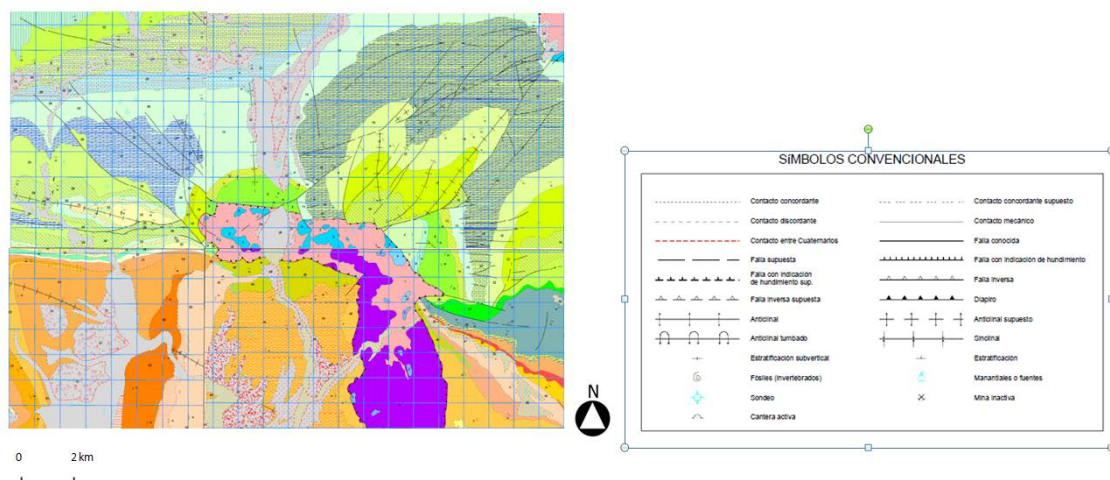 SÍMBOLOS CONVENCIONALES
Contacto concordante
Contacto concordante supuesto
Contacto discordante
Contacto mecánico
Contacto entre Cuaternarios
Falla conocida
Falla supuesta
Falla con indicación de hundimiento
Falla con indicación
de hundimiento sup.
Falla inversa
Falla inversa supuesta
Diapiro
Anticlinal
Anticlinal supuesto
Anticlinal tumbado
Sinclinal
Estratificación subvertical
Estratificación
Fósiles (invertebrados)
Manantiales o fuentes
Sondeo
Mina inactiva
Cantera activa
N
0 2 km